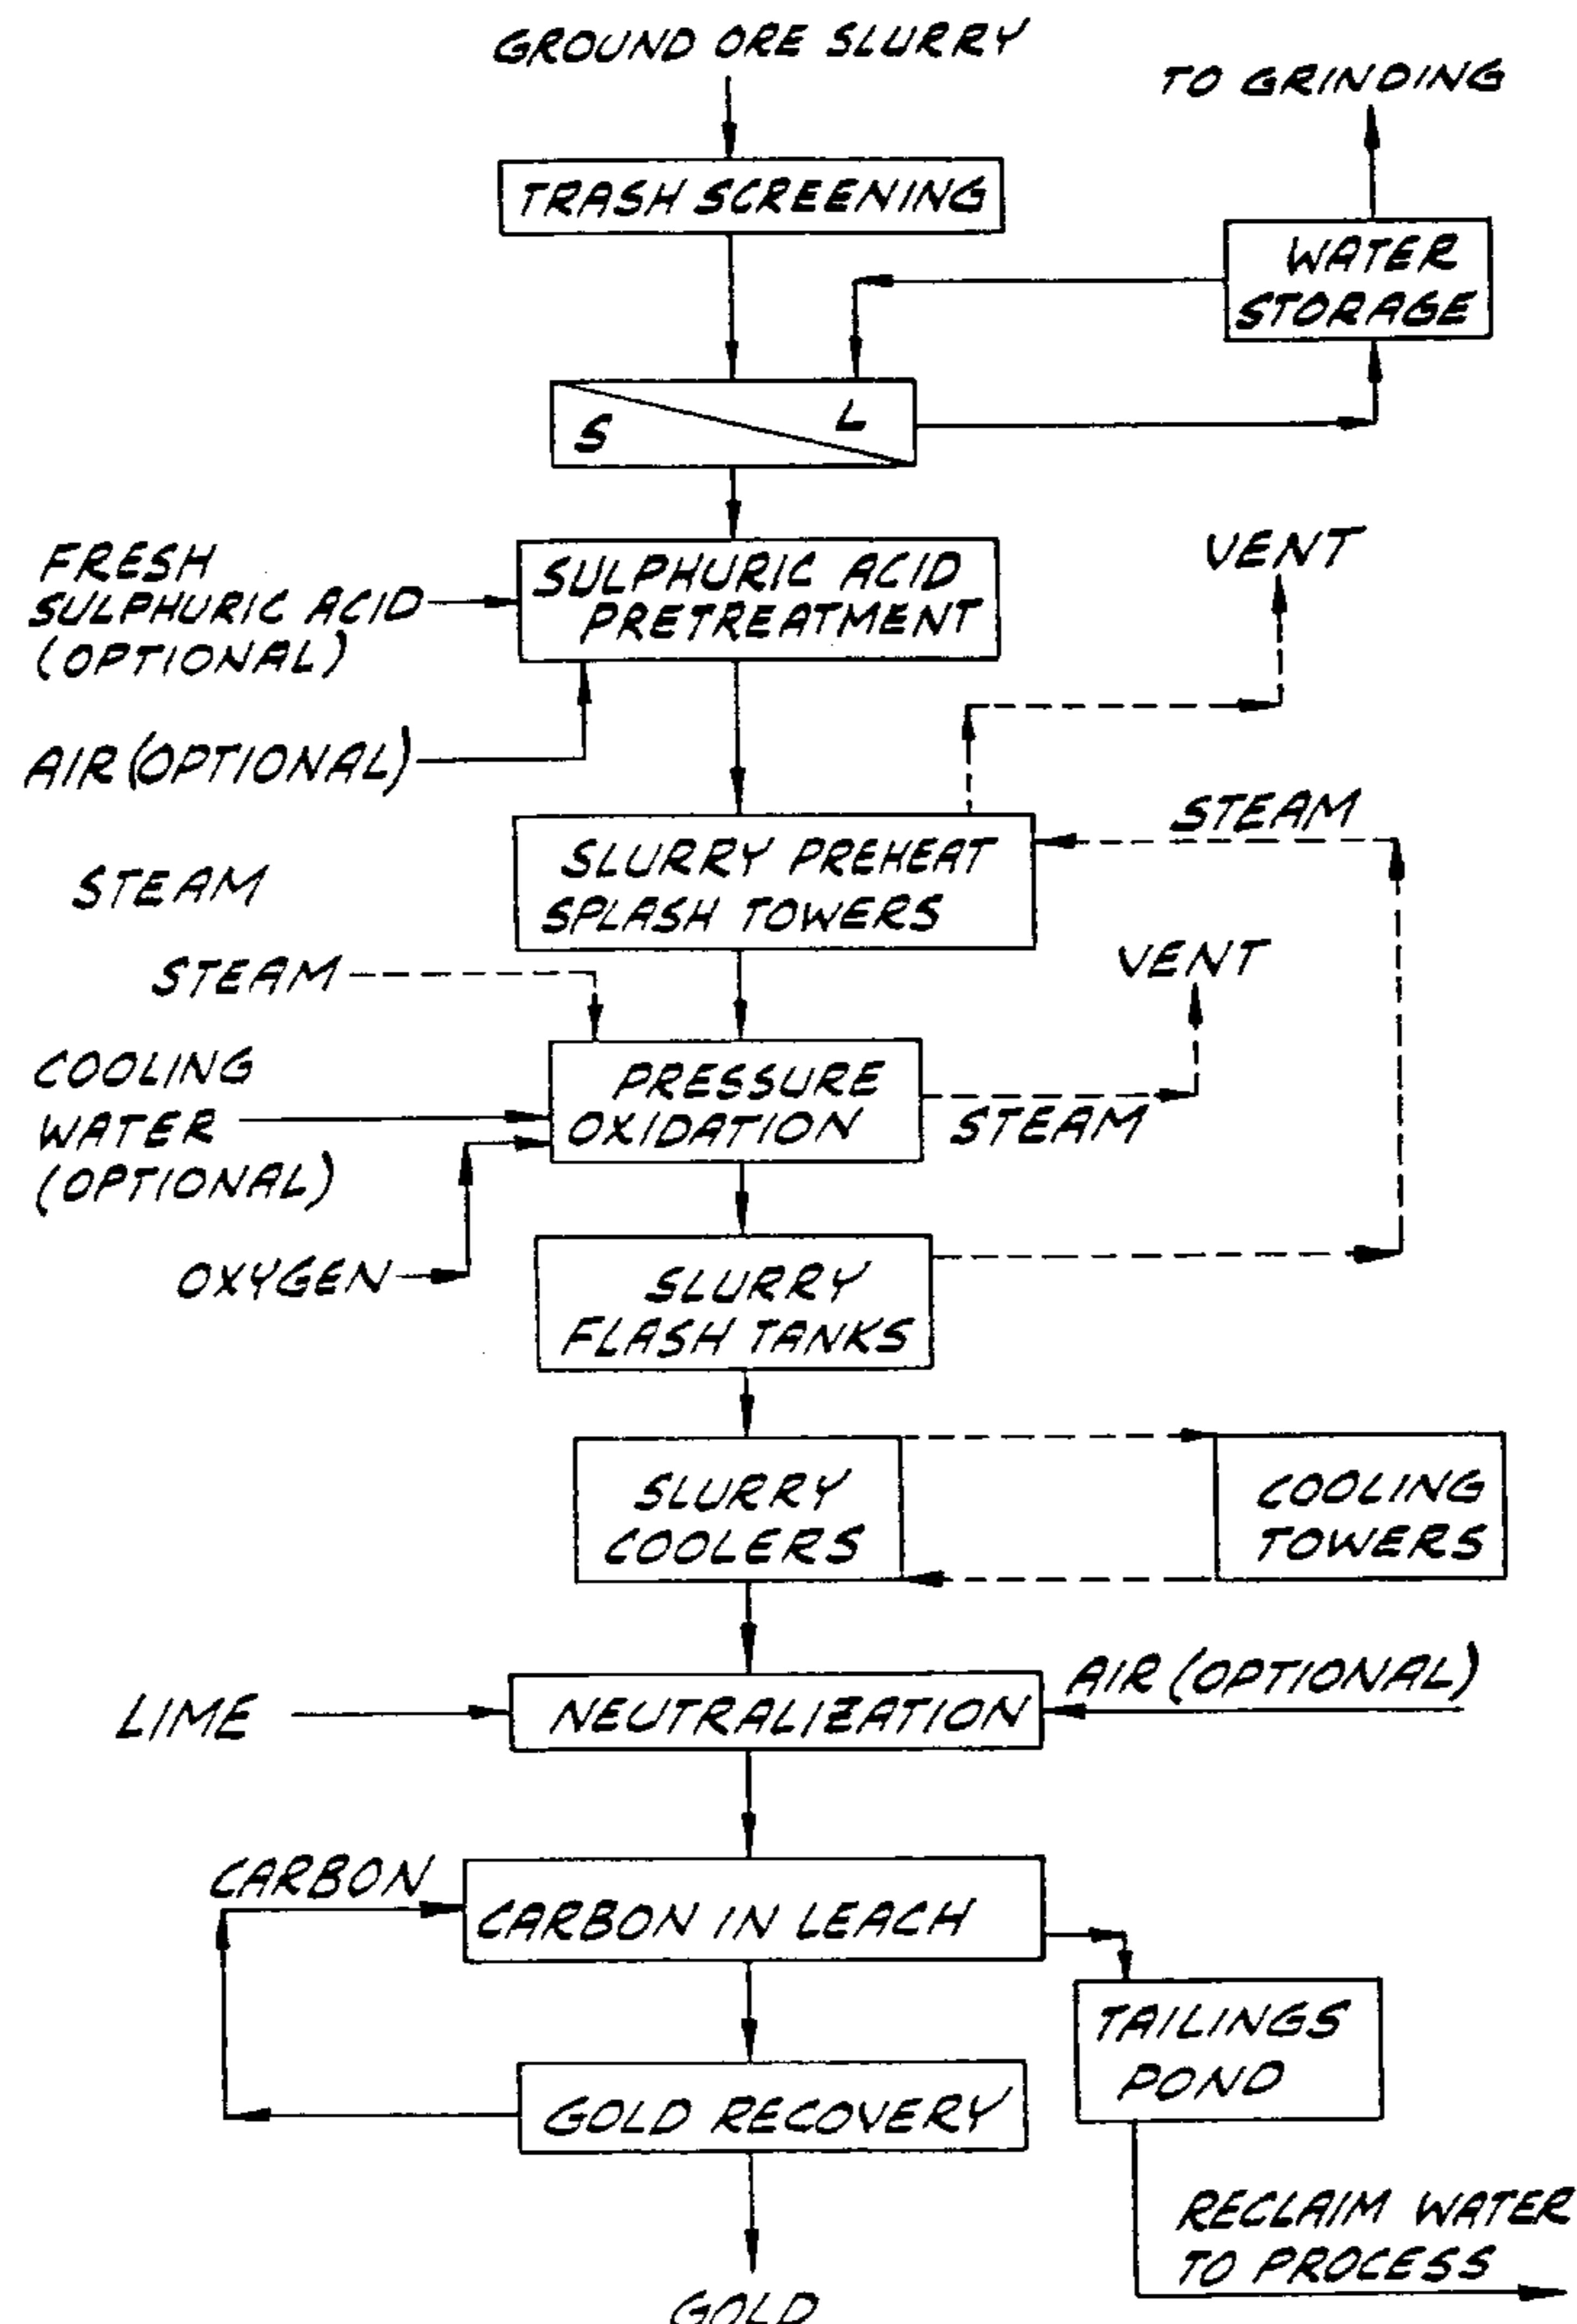 GROUND ORE SLURRY
TO GRINDING
TRASH SCREENING
WATER
STORAGE
S
L
FRESH
SULPHURIC ACID
(OPTIONAL)
SULPHURIC ACID
PRETREATMENT
VENT
AIR (OPTIONAL)
STEAM
SLURRY PREHEAT
SPLASH TOWERS
STEAM
STEAM
VENT
COOLING
WATER
(OPTIONAL)
PRESSURE
OXIDATION
STEAM
OXYGEN
SLURRY
FLASH TANKS
SLURRY
COOLERS
COOLING
TOWERS
LIME
NEUTRALIZATION
AIR (OPTIONAL)
CARBON
CARBON IN LEACH
TAILINGS
POND
GOLD RECOVERY
RECLAIM WATER
TO PROCESS
GOLD